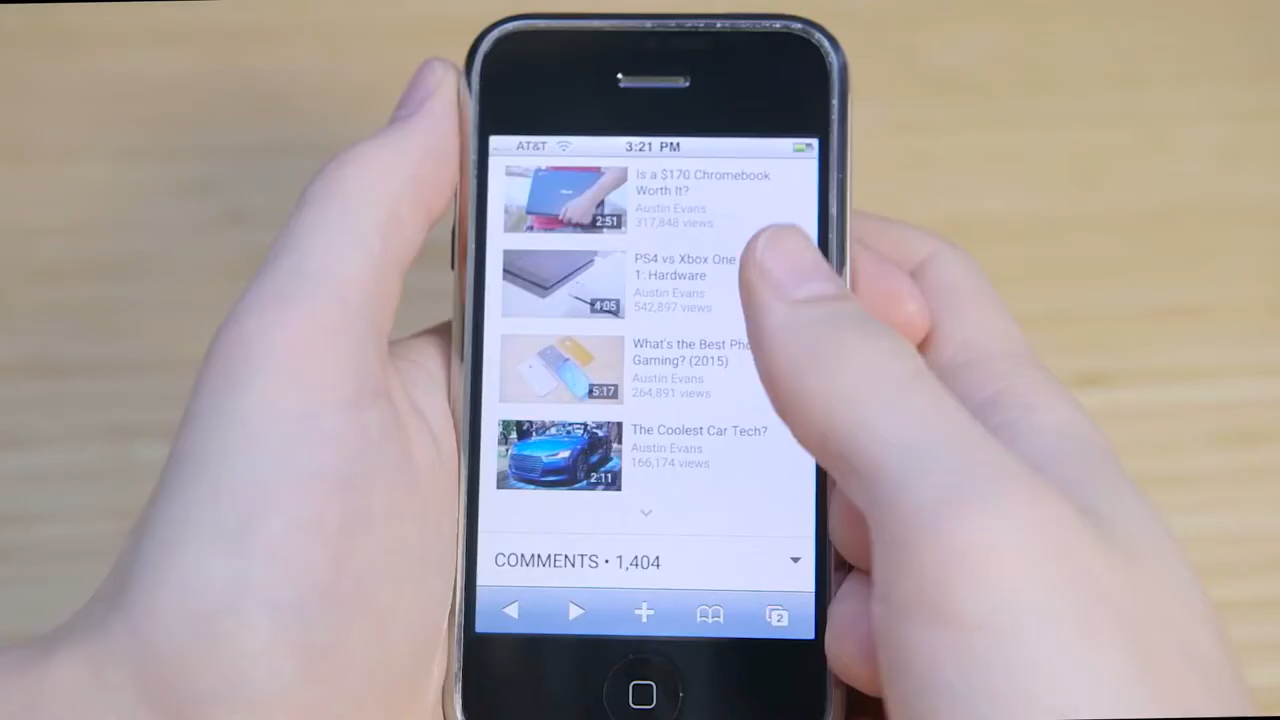 AT&T 3:21 PM
Is a $170 Chromebook
Worth It?
Austin Evans
317,848 views
2:51
PS4 vs Xbox One
1: Hardware
Austin Evans
542,897 views
4:05
What's the Best
Gaming? (2015)
Austin Evans
264,891 views
5:17
The Coolest Car Tech?
Austin Evans
166,174 views
2:11
COMMENTS • 1,404
2